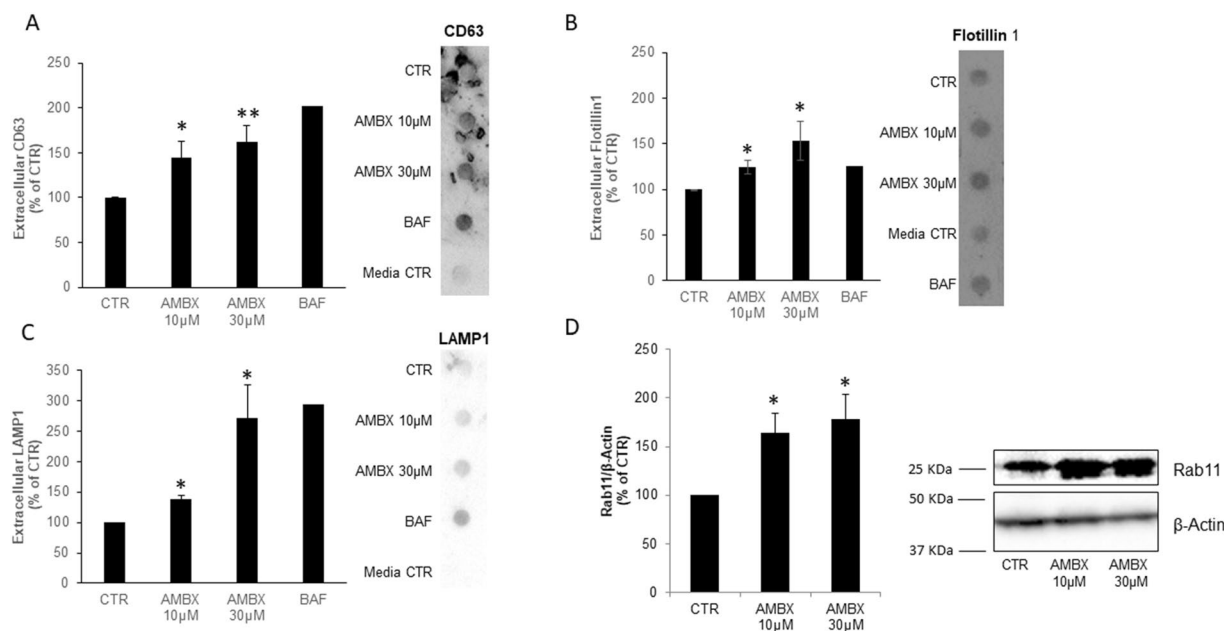 A
CD63
Extracellular CD63
(% of CTR)
250
200
150
100
50
0
*
**
CTR
AMBX
10µM
AMBX
30µM
BAF
CTR
AMBX 10µM
AMBX 30µM
BAF
Media CTR
B
Flotillin 1
Extracellular Flotillin1
(% of CTR)
250
200
150
100
50
0
*
*
CTR
AMBX
10µM
AMBX
30µM
BAF
CTR
AMBX 10µM
AMBX 30µM
Media CTR
BAF
C
LAMP1
Extracellular LAMP1
(% of CTR)
350
300
250
200
150
100
50
0
*
*
CTR
AMBX
10µM
AMBX
30µM
BAF
CTR
AMBX 10µM
AMBX 30µM
BAF
Media CTR
D
Rab11/β-Actin
(% of CTR)
250
200
150
100
50
0
*
*
CTR
AMBX
10µM
AMBX
30µM
25 KDa
50 KDa
37 KDa
Rab11
β-Actin
CTR
AMBX
10µM
AMBX
30µM